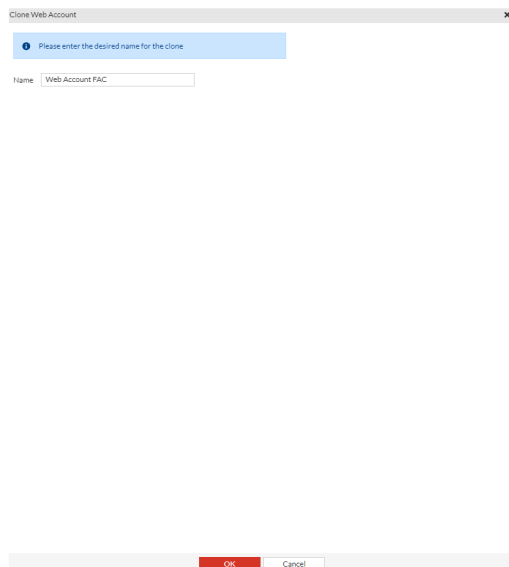 Clone Web Account
Please enter the desired name for the clone
Name Web Account FAC
OK Cancel